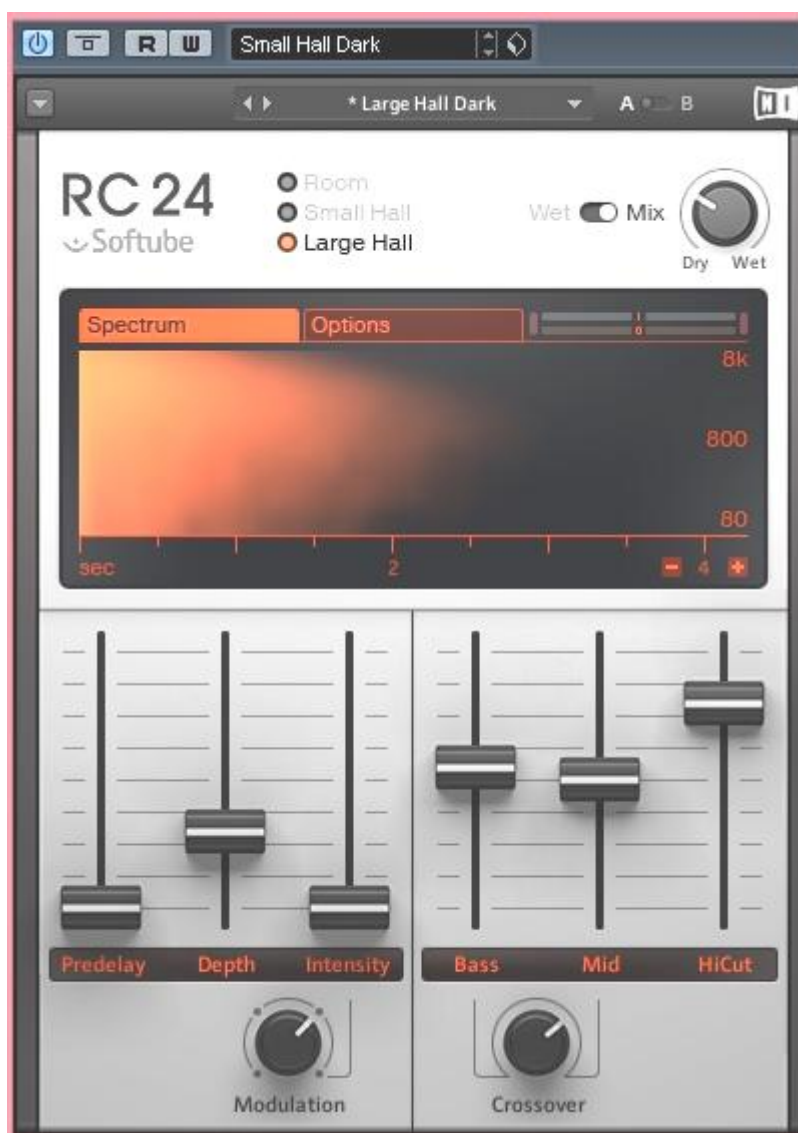 R W Small Hall Dark
* Large Hall Dark A B NI
RC 24
Softube
Room
Small Hall
Large Hall
Wet Mix
Dry Wet
Spectrum Options
8k
800
80
sec 2 4
Predelay Depth Intensity Bass Mid HiCut
Modulation Crossover